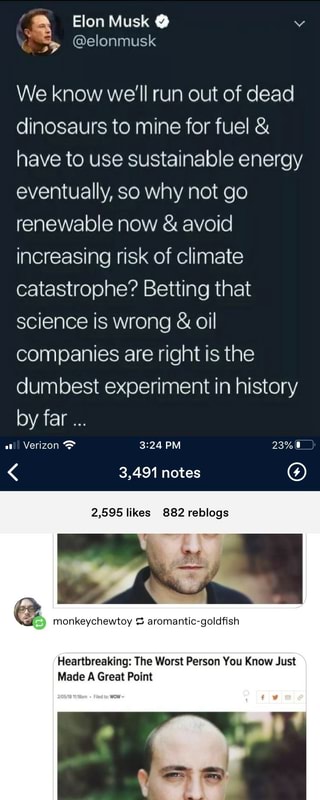 Elon Musk
@elonmusk
We know we'll run out of dead
dinosaurs to mine for fuel &
have to use sustainable energy
eventually, so why not go
renewable now & avoid
increasing risk of climate
catastrophe? Betting that
science is wrong & oil
companies are right is the
dumbest experiment in history
by far ...
Verizon 3:24 PM 23%
3,491 notes
2,595 likes 882 reblogs
monkeychewtoy aromantic-goldfish
Heartbreaking: The Worst Person You Know Just
Made A Great Point
Filed to: WOW